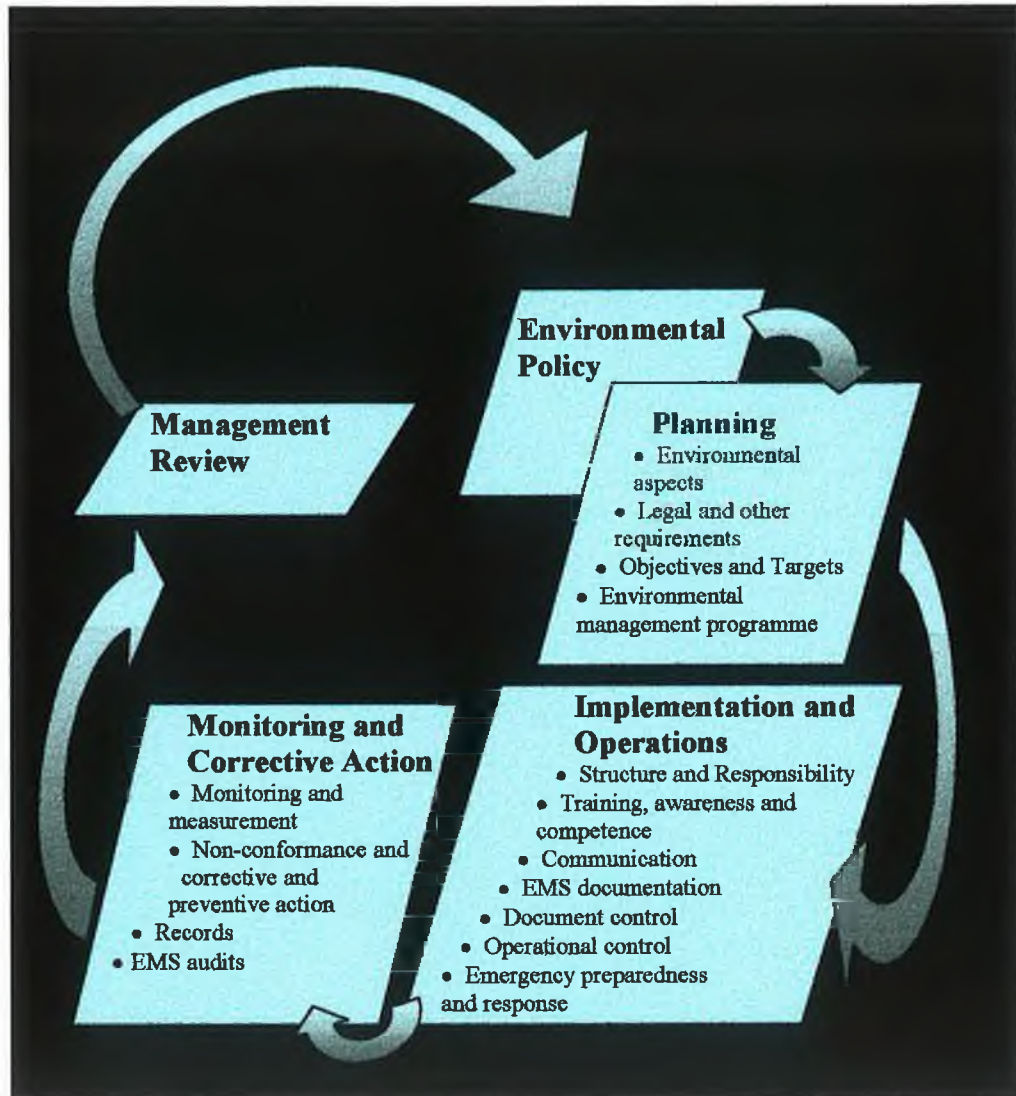 Environmental
Policy
Management
Review
Planning
• Environmental
aspects
• Legal and other
requirements
• Objectives and Targets
• Environmental
management programme
Implementation and
Operations
• Structure and Responsibility
• Training, awareness and
competence
• Communication
• EMS documentation
• Document control
• Operational control
• Emergency preparedness
and response
Monitoring and
Corrective Action
• Monitoring and
measurement
• Non-conformance and
corrective and
preventive action
• Records
• EMS audits